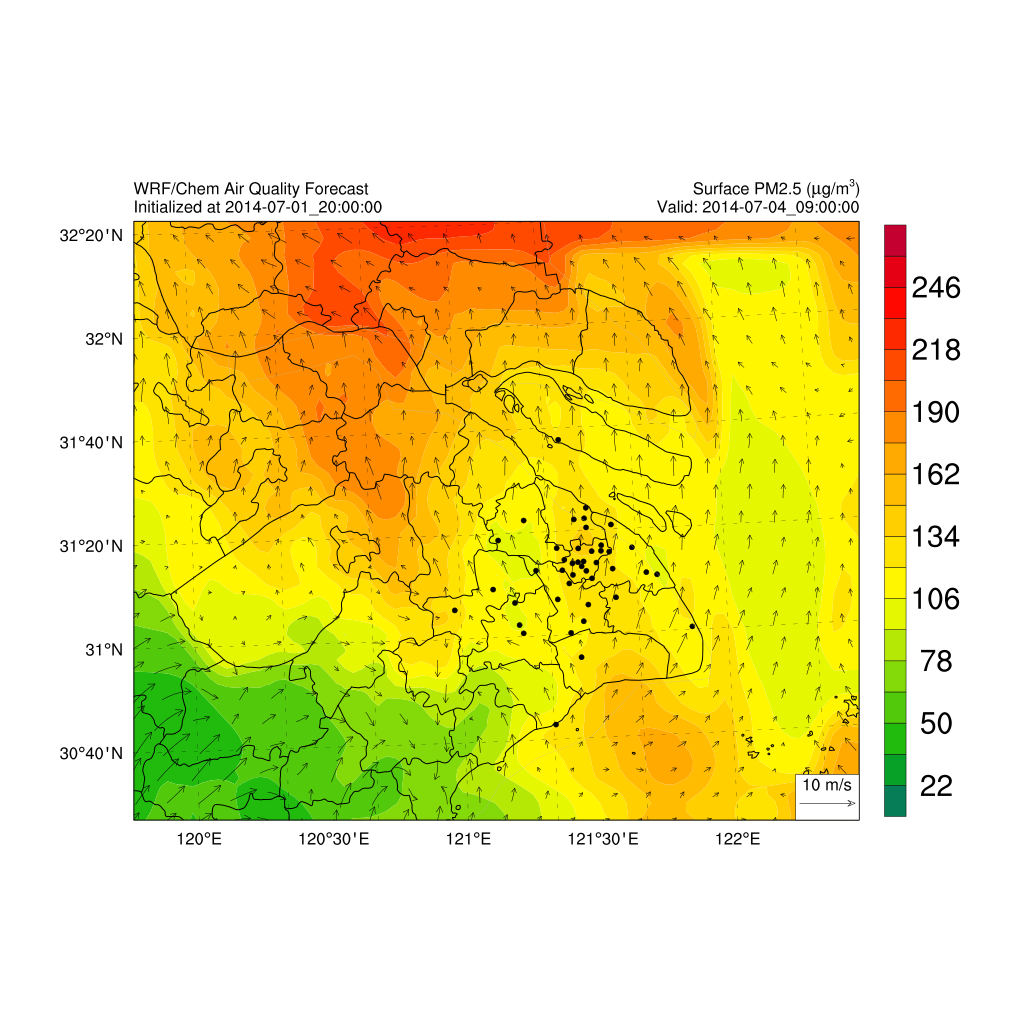 WRF/Chem Air Quality Forecast
Surface PM2.5 (μg/m³)
Initialized at 2014-07-01_20:00:00
Valid: 2014-07-04_09:00:00
32°20'N
32°N
31°40'N
31°20'N
31°N
30°40'N
120°E
120°30'E
121°E
121°30'E
122°E
10 m/s
246
218
190
162
134
106
78
50
22